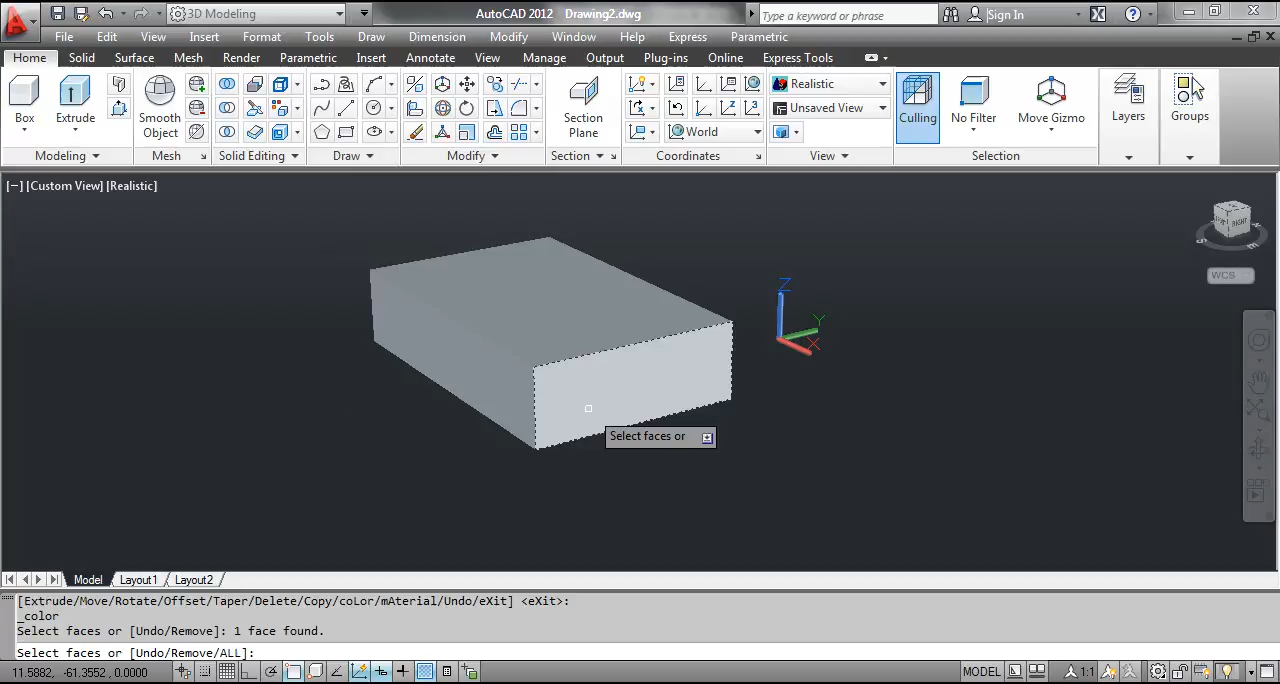 3D Modeling
AutoCAD 2012 Drawing2.dwg
Type a keyword or phrase
Sign In
File Edit View Insert Format Tools Draw Dimension Modify Window Help Express Parametric
Home Solid Surface Mesh Render Parametric Insert Annotate View Manage Output Plug-ins Online Express Tools
Box
Extrude
Smooth
Object
Section
Plane
World
Realistic
Unsaved View
Culling
No Filter
Move Gizmo
Layers
Groups
Modeling
Mesh
Solid Editing
Draw
Modify
Section
Coordinates
View
Selection
[−] [Custom View] [Realistic]
RIGHT
S
E
WCS
Z
Y
X
Select faces or
Model Layout1 Layout2
[Extrude/Move/Rotate/Offset/Taper/Delete/Copy/coLor/mAterial/Undo/eXit] <eXit>:
_color
Select faces or [Undo/Remove]: 1 face found.
Select faces or [Undo/Remove/ALL]:
11.5882, -61.3552, 0.0000
MODEL
1:1